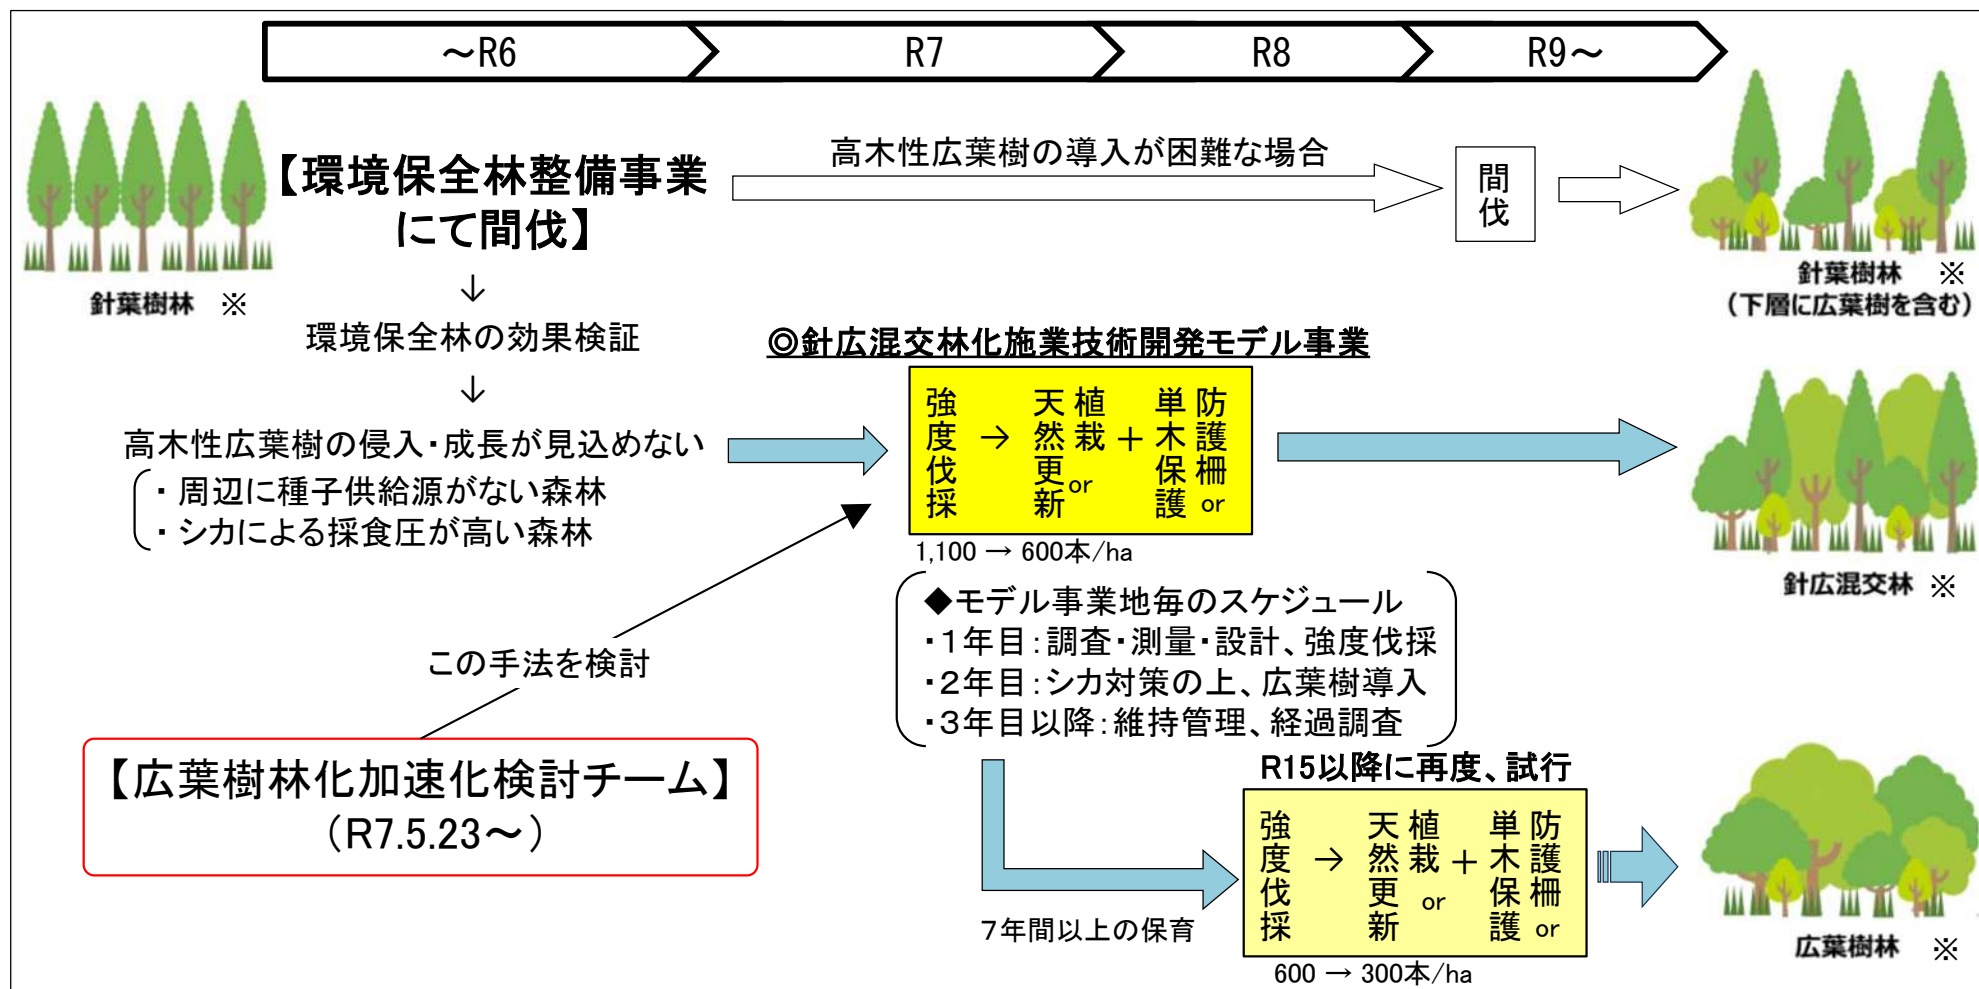 ～R6
R7
R8
R9～
針葉樹林 ※
【環境保全林整備事業
にて間伐】
↓
環境保全林の効果検証
↓
高木性広葉樹の侵入・成長が見込めない
・周辺に種子供給源がない森林
・シカによる採食圧が高い森林
高木性広葉樹の導入が困難な場合
間伐
針葉樹林 ※
（下層に広葉樹を含む）
◎針広混交林化施業技術開発モデル事業
強度伐採 → 植栽or天然更新 ＋ 防護柵or単木保護
1,100 → 600本/ha
針広混交林 ※
◆モデル事業地毎のスケジュール
・1年目：調査・測量・設計、強度伐採
・2年目：シカ対策の上、広葉樹導入
・3年目以降：維持管理、経過調査
この手法を検討
【広葉樹林化加速化検討チーム】
（R7.5.23～）
7年間以上の保育
R15以降に再度、試行
強度伐採 → 植栽or天然更新 ＋ 防護柵or単木保護
600 → 300本/ha
広葉樹林 ※